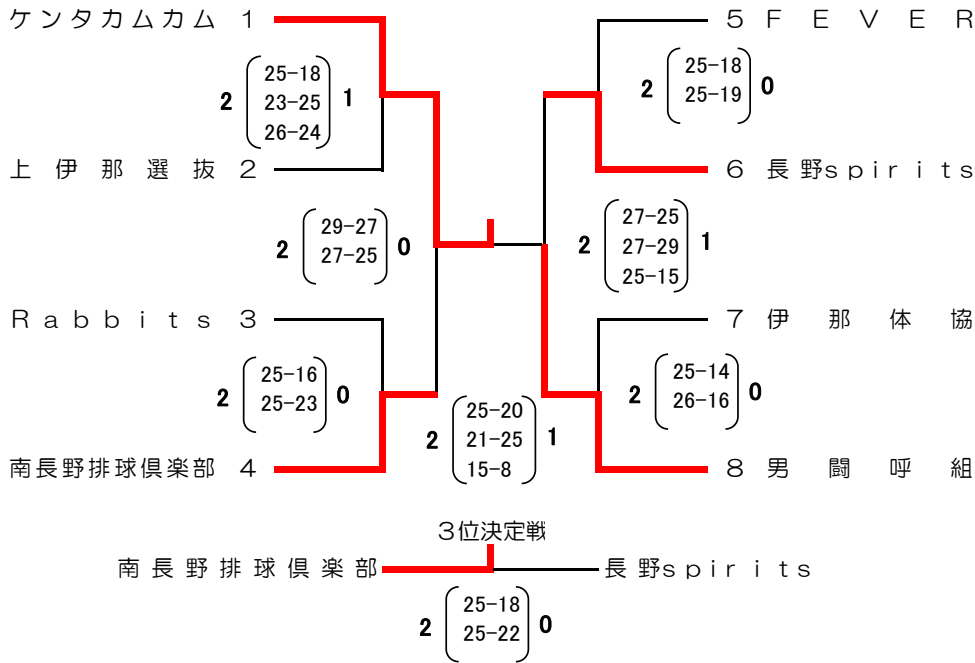 ケンタカムカム 1
5 FEVER
2 25-18 1
23-25
26-24
2 25-18 0
25-19
上伊那選抜 2
6 長野spirits
2 29-27 0
27-25
2 27-25 1
27-29
25-15
Rabbits 3
7 伊那体協
2 25-16 0
25-23
2 25-14 0
26-16
2 25-20 1
21-25
15-8
南長野排球倶楽部 4
8 男闘呼組
3位決定戦
南長野排球倶楽部
長野spirits
2 25-18 0
25-22